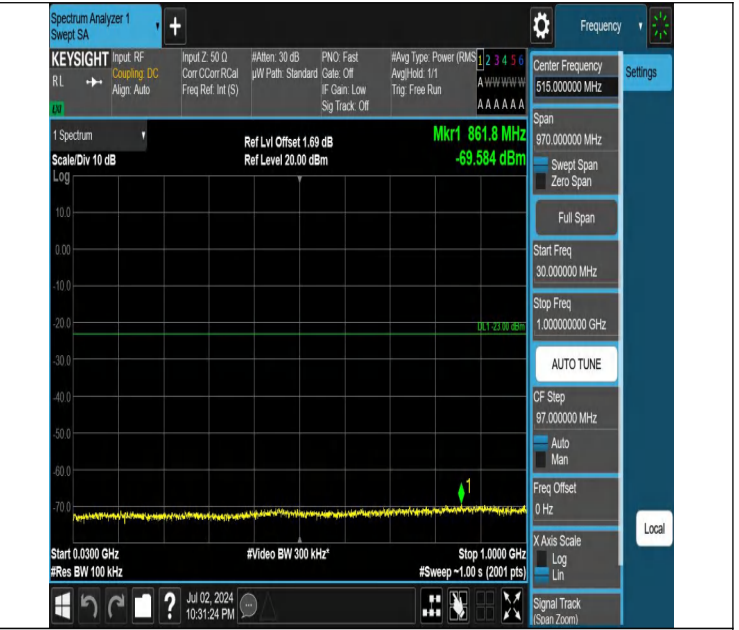 Spectrum Analyzer 1
Swept SA
+
Frequency
KEYSIGHT
RL
Input: RF
Coupling: DC
Align: Auto
Input Z: 50 Ω
Corr CCorr RCal
Freq Ref: Int (S)
#Atten: 30 dB
µW Path: Standard
PNO: Fast
Gate: Off
IF Gain: Low
Sig Track: Off
#Avg Type: Power (RMS
Avg|Hold: 1/1
Trig: Free Run
1 2 3 4 5 6
A W W W W W
A A A A A A
1 Spectrum
Scale/Div 10 dB
Log
Ref Lvl Offset 1.69 dB
Ref Level 20.00 dBm
Mkr1 861.8 MHz
-69.584 dBm
10.0
0.00
-10.0
-20.0
DL1 -23.00 dBm
-30.0
-40.0
-50.0
-60.0
1
-70.0
Start 0.0300 GHz
#Res BW 100 kHz
#Video BW 300 kHz*
Stop 1.0000 GHz
#Sweep ~1.00 s (2001 pts)
Center Frequency
515.000000 MHz
Settings
Span
970.000000 MHz
Swept Span
Zero Span
Full Span
Start Freq
30.000000 MHz
Stop Freq
1.000000000 GHz
AUTO TUNE
CF Step
97.000000 MHz
Auto
Man
Freq Offset
0 Hz
Local
X Axis Scale
Log
Lin
Signal Track
(Span Zoom)
?
Jul 02, 2024
10:31:24 PM